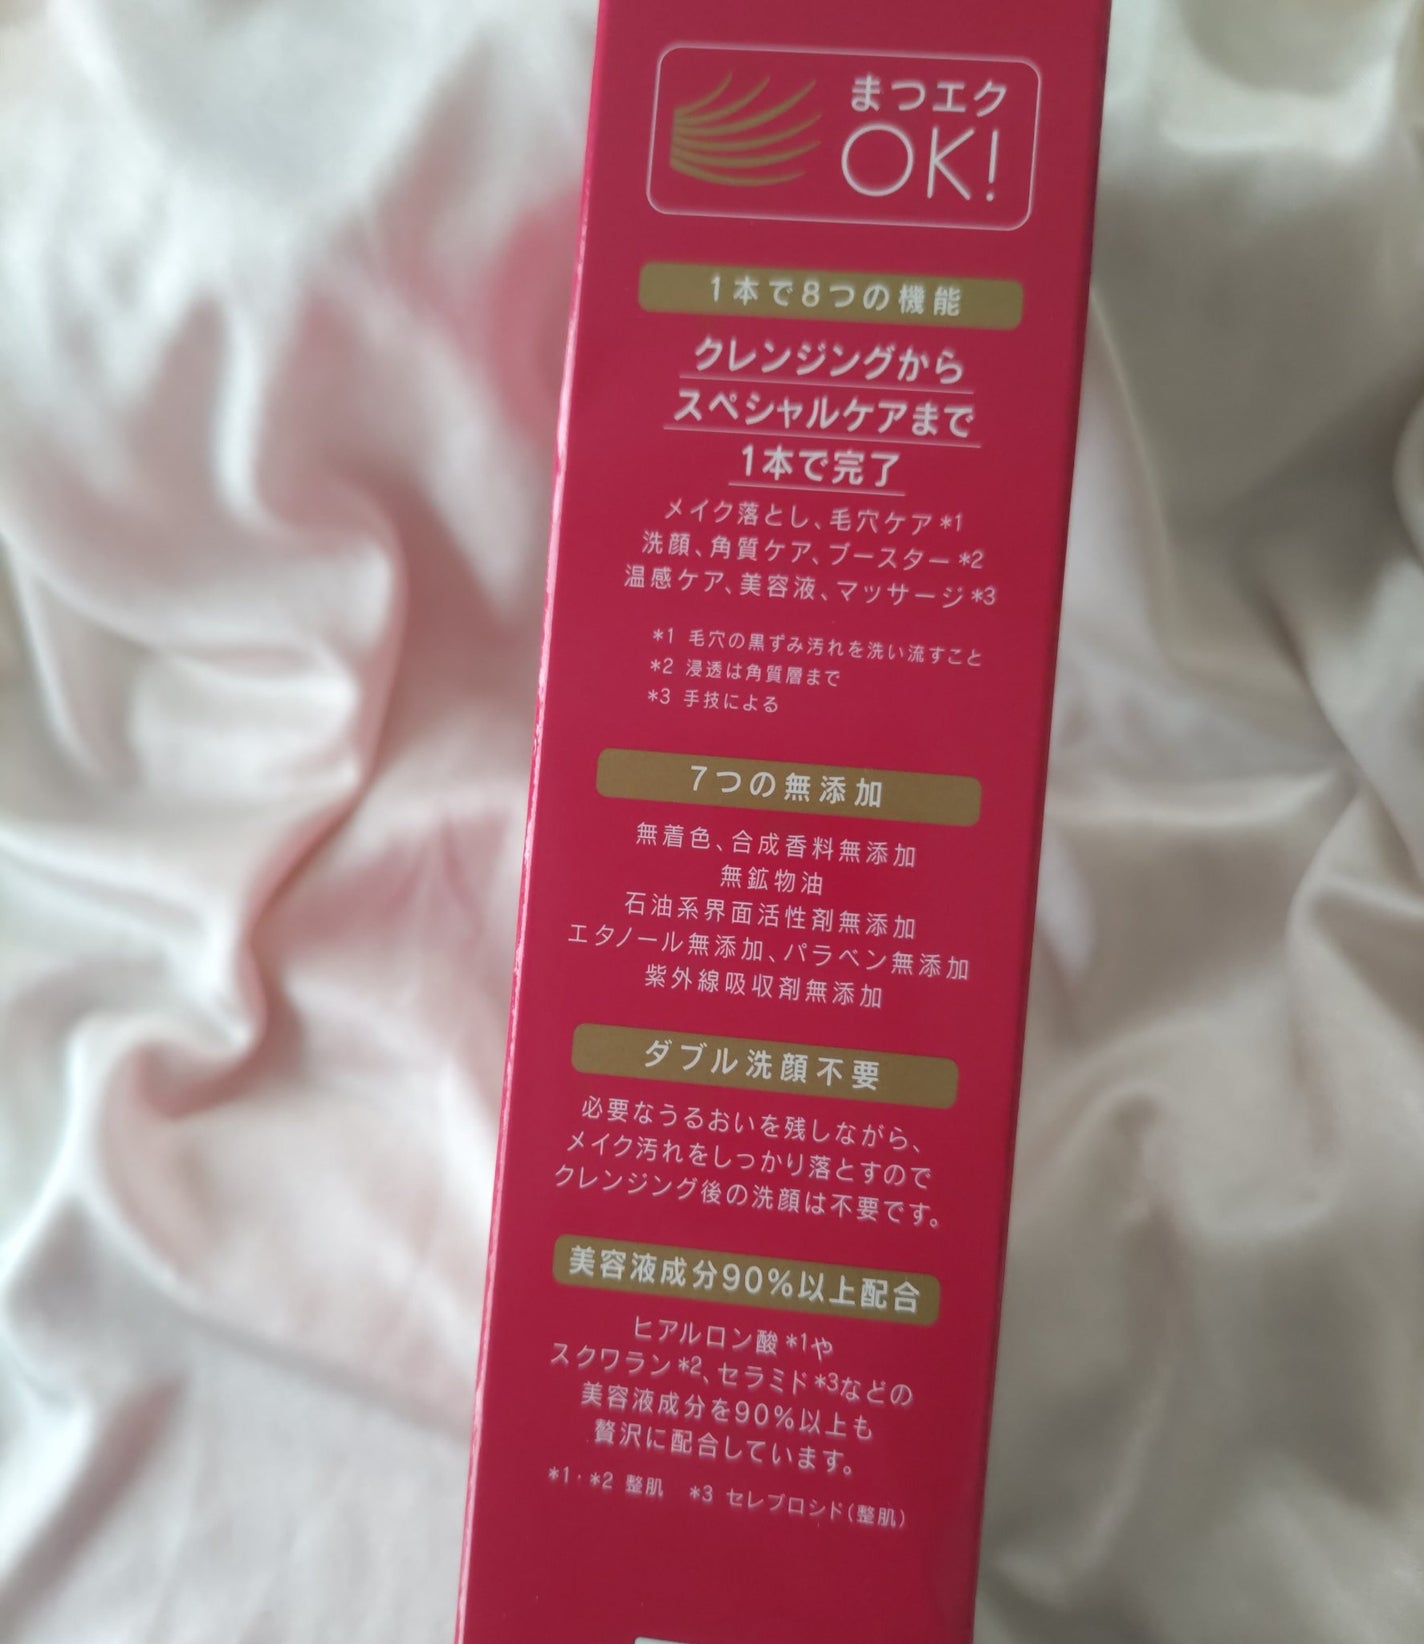 まつエク
OK!
1本で8つの機能
クレンジングから
スペシャルケアまで
1本で完了
メイク落とし、毛穴ケア*1
洗顔、角質ケア、ブースター*2
温感ケア、美容液、マッサージ*3
*1 毛穴の黒ずみ汚れを洗い流すこと
*2 浸透は角質層まで
*3 手技による
7つの無添加
無着色、合成香料無添加
無鉱物油
石油系界面活性剤無添加
エタノール無添加、パラベン無添加
紫外線吸収剤無添加
ダブル洗顔不要
必要なうるおいを残しながら、
メイク汚れをしっかり落とすので
クレンジング後の洗顔は不要です。
美容液成分90%以上配合
ヒアルロン酸*1や
スクワラン*2、セラミド*3などの
美容液成分を90%以上も
贅沢に配合しています。
*1・*2 整肌 *3 セレブロシド(整肌)